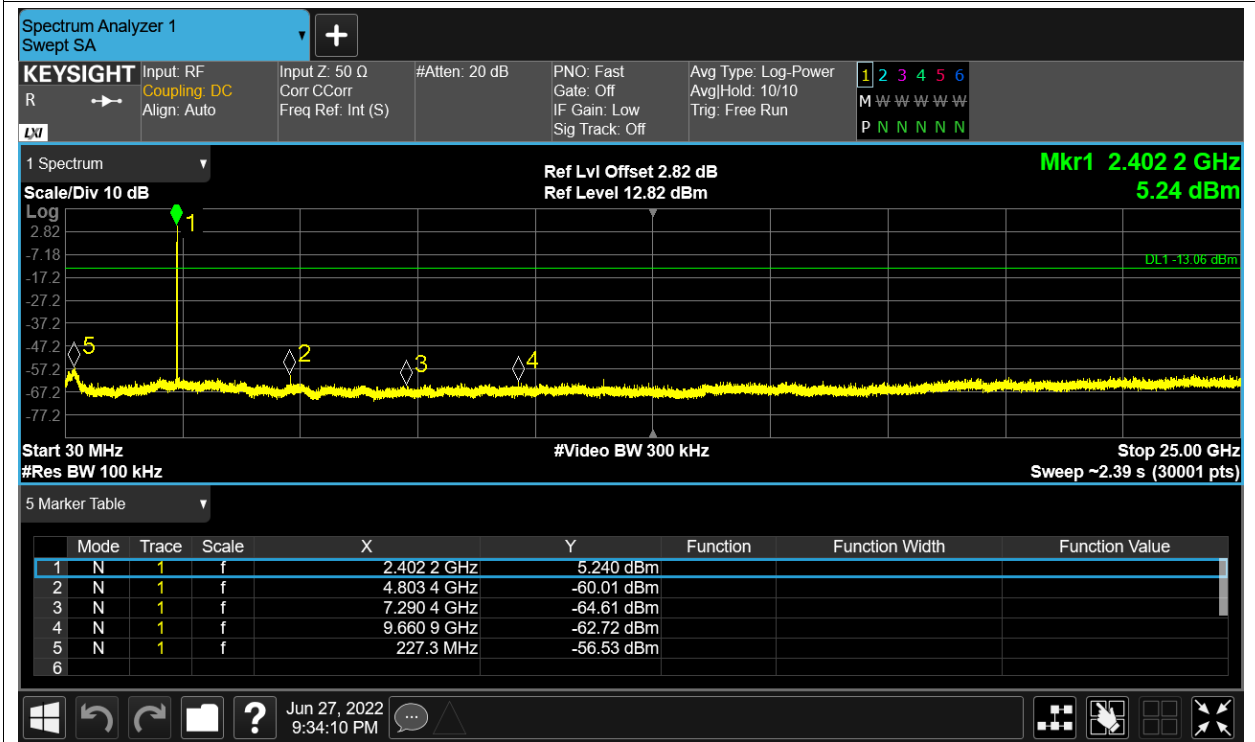 Spectrum Analyzer 1
Swept SA
+
KEYSIGHT
R
LXI
Input: RF
Coupling: DC
Align: Auto
Input Z: 50 Ω
Corr CCorr
Freq Ref: Int (S)
#Atten: 20 dB
PNO: Fast
Gate: Off
IF Gain: Low
Sig Track: Off
Avg Type: Log-Power
Avg|Hold: 10/10
Trig: Free Run
1 2 3 4 5 6
M W W W W W
P N N N N N
1 Spectrum
Scale/Div 10 dB
Ref Lvl Offset 2.82 dB
Ref Level 12.82 dBm
Mkr1 2.402 2 GHz
5.24 dBm
Log
2.82
-7.18
-17.2
-27.2
-37.2
-47.2
-57.2
-67.2
-77.2
1
DL1 -13.06 dBm
5
2
3
4
Start 30 MHz
#Res BW 100 kHz
#Video BW 300 kHz
Stop 25.00 GHz
Sweep ~2.39 s (30001 pts)
5 Marker Table
Mode Trace Scale X Y Function Function Width Function Value
1 N 1 f 2.402 2 GHz 5.240 dBm
2 N 1 f 4.803 4 GHz -60.01 dBm
3 N 1 f 7.290 4 GHz -64.61 dBm
4 N 1 f 9.660 9 GHz -62.72 dBm
5 N 1 f 227.3 MHz -56.53 dBm
6
?
Jun 27, 2022
9:34:10 PM